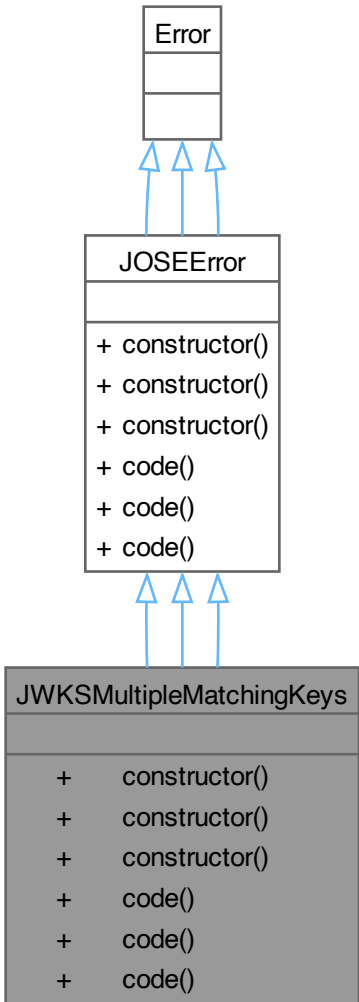 Error
JOSEError
+ constructor()
+ constructor()
+ constructor()
+ code()
+ code()
+ code()
JWKSMultipleMatchingKeys
+ constructor()
+ constructor()
+ constructor()
+ code()
+ code()
+ code()